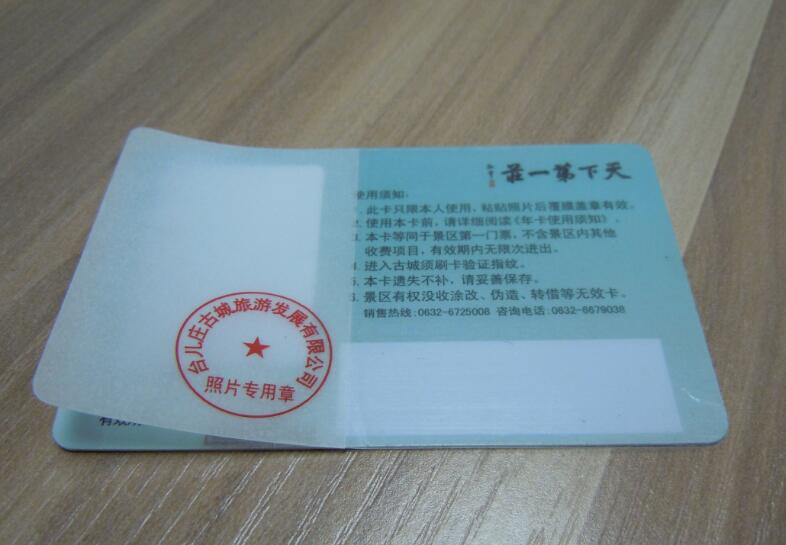 莊一第下天
使用须知:
1. 此卡只限本人使用、粘贴照片后覆膜盖章有效。
2. 使用本卡前,请详细阅读《年卡使用须知》。
3. 本卡等同于景区第一门票,不含景区内其他
收费项目,有效期内无限次进出。
4. 进入古城须刷卡验证指纹。
5. 本卡遗失不补,请妥善保存。
6. 景区有权没收涂改、伪造、转借等无效卡。
销售热线:0632-6725008 咨询电话:0632-6679038
台儿庄古城旅游发展有限公司
照片专用章